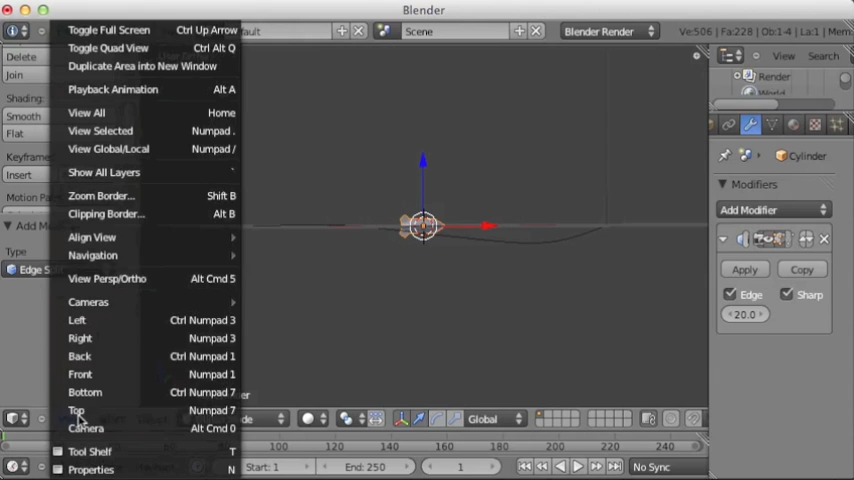 Blender
Toggle Full Screen Ctrl Up Arrow
Toggle Quad View Ctrl Alt Q
Duplicate Area into New Window
Playback Animation Alt A
View All Home
View Selected Numpad .
View Global/Local Numpad /
Show All Layers `
Zoom Border... Shift B
Clipping Border... Alt B
Align View
Navigation
View Persp/Ortho Alt Cmd 5
Cameras
Left Ctrl Numpad 3
Right Numpad 3
Back Ctrl Numpad 1
Front Numpad 1
Bottom Ctrl Numpad 7
Top Numpad 7
Camera Alt Cmd 0
Tool Shelf T
Properties N
Delete
Join
Shading:
Smooth
Flat
Insert
Type
Scene
Blender Render
Ve:506 | Fa:228 | Ob:1-4 | La:1 | Mem:
View Search
Render
World
Cylinder
Modifiers
Add Modifier
Apply Copy
Edge Sharp
20.0
Global
100 120 140 160 180 200 220 240
Start: 1 End: 250 1 No Sync